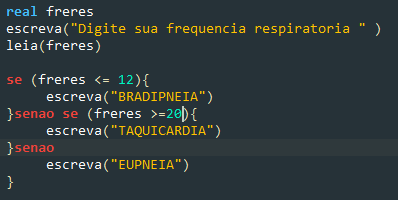 real freres
escreva("Digite sua frequencia respiratoria " )
leia(freres)
se (freres <= 12){
escreva("BRADIPNEIA")
}senao se (freres >=20){
escreva("TAQUICARDIA")
}senao
escreva("EUPNEIA")
}